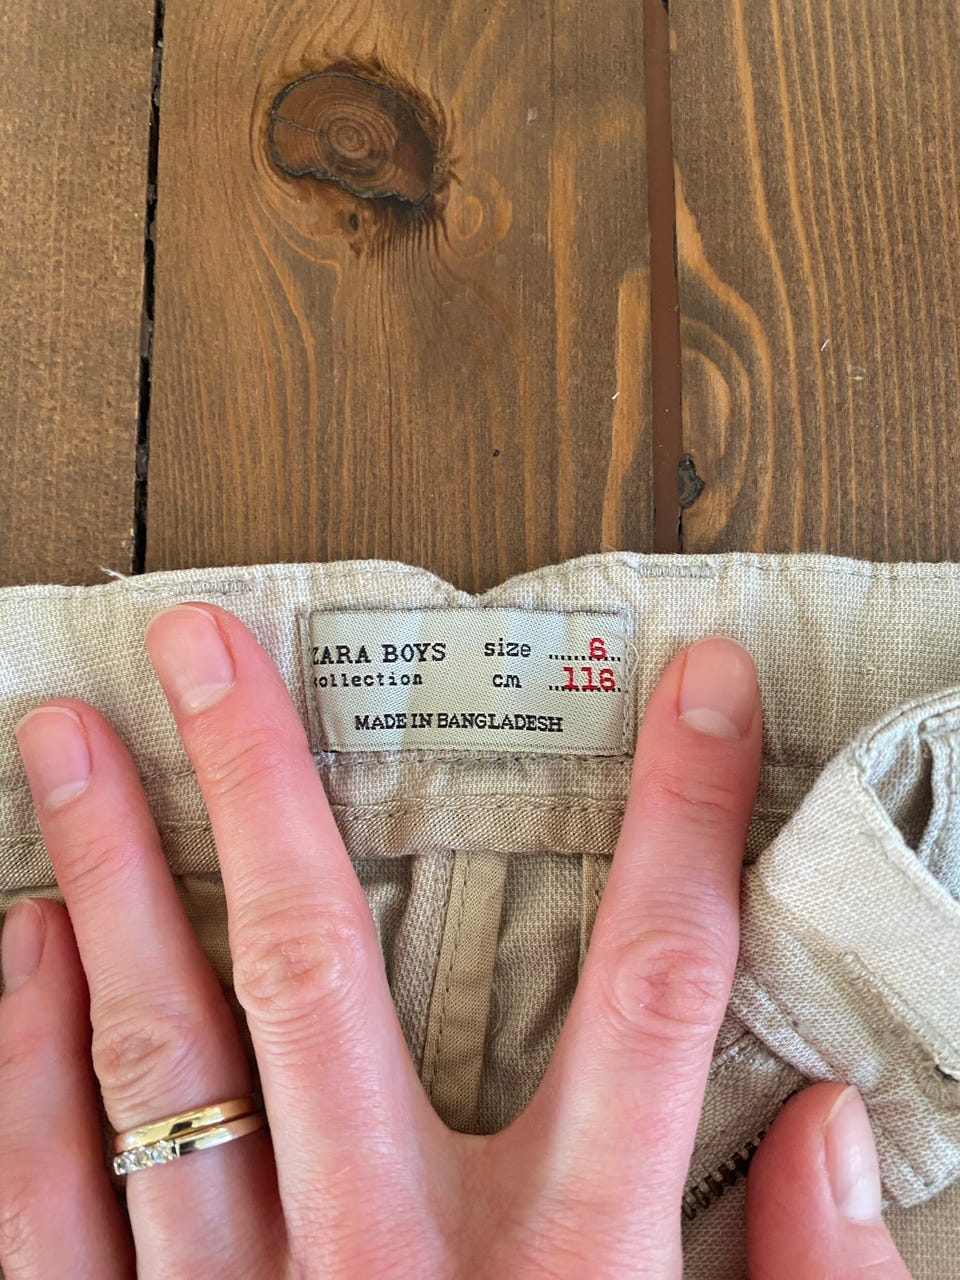 ZARA BOYS size ......6...
collection cm ...116.
MADE IN BANGLADESH